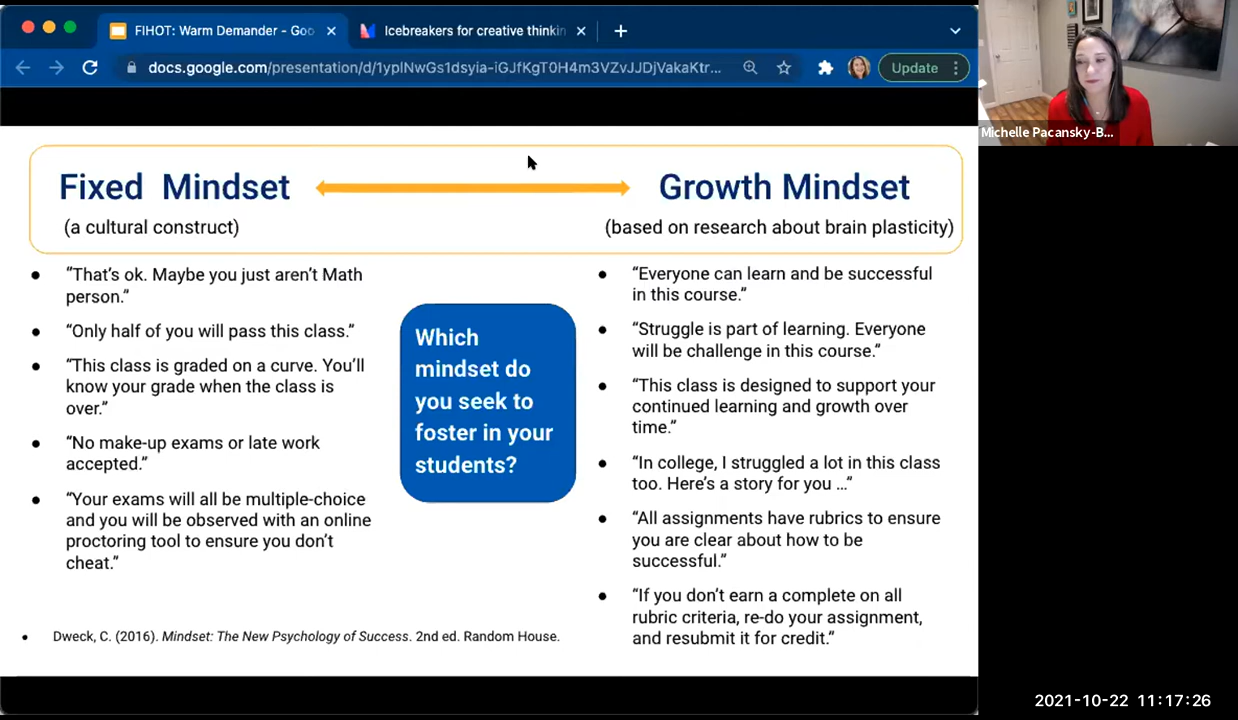 FIHOT: Warm Demander - Goo
Icebreakers for creative thinkin
docs.google.com/presentation/d/1yplNwGs1dsyia-iGJfKgT0H4m3VZvJJDjVakaKtr...
Update
Michelle Pacansky-B...
Fixed Mindset
Growth Mindset
(a cultural construct)
(based on research about brain plasticity)
"That's ok. Maybe you just aren't Math
person."
"Only half of you will pass this class."
"This class is graded on a curve. You'll
know your grade when the class is
over."
"No make-up exams or late work
accepted."
"Your exams will all be multiple-choice
and you will be observed with an online
proctoring tool to ensure you don't
cheat."
Which
mindset do
you seek to
foster in your
students?
"Everyone can learn and be successful
in this course."
"Struggle is part of learning. Everyone
will be challenge in this course."
"This class is designed to support your
continued learning and growth over
time."
"In college, I struggled a lot in this class
too. Here's a story for you ..."
"All assignments have rubrics to ensure
you are clear about how to be
successful."
"If you don't earn a complete on all
rubric criteria, re-do your assignment,
and resubmit it for credit."
Dweck, C. (2016). Mindset: The New Psychology of Success. 2nd ed. Random House.
2021-10-22 11:17:26